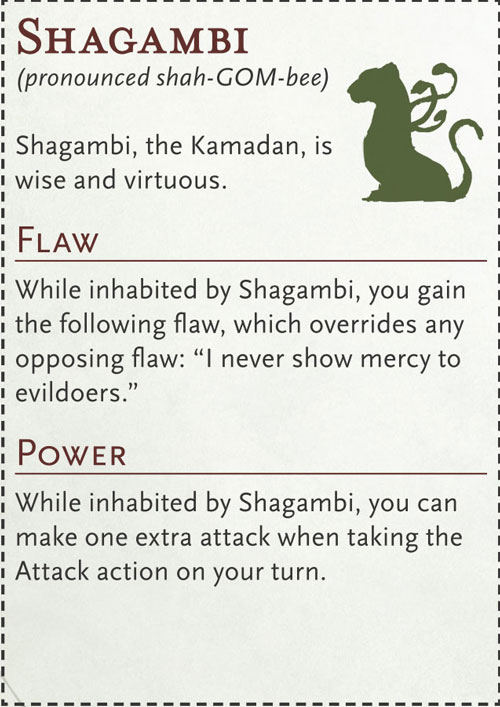 SHAGAMBI
(pronounced shah-GOM-bee)
Shagambi, the Kamadan, is
wise and virtuous.
FLAW
While inhabited by Shagambi, you gain
the following flaw, which overrides any
opposing flaw: “I never show mercy to
evildoers.”
POWER
While inhabited by Shagambi, you can
make one extra attack when taking the
Attack action on your turn.